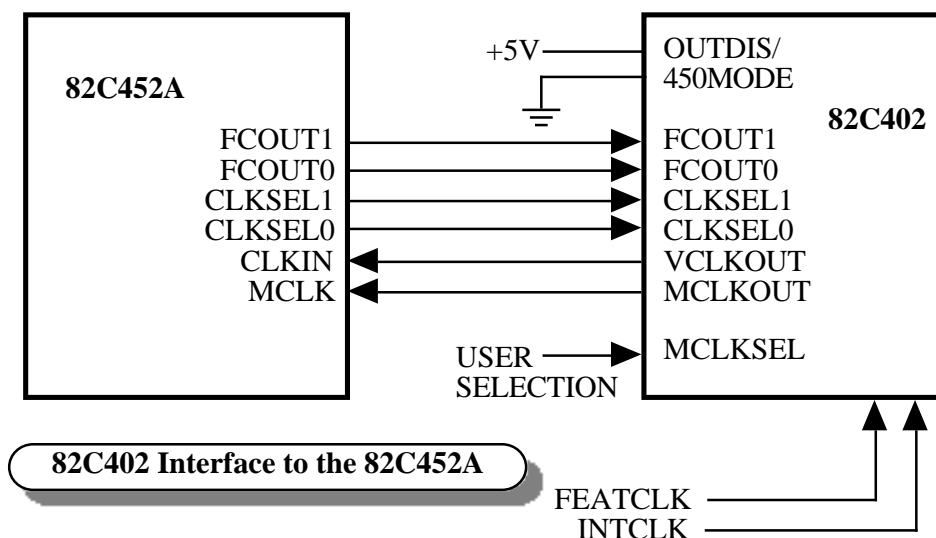 82C452A
FCOUT1
FCOUT0
CLKSEL1
CLKSEL0
CLKIN
MCLK
+5V
OUTDIS/
450MODE
82C402
FCOUT1
FCOUT0
CLKSEL1
CLKSEL0
VCLKOUT
MCLKOUT
MCLKSEL
USER
SELECTION
82C402 Interface to the 82C452A
FEATCLK
INTCLK